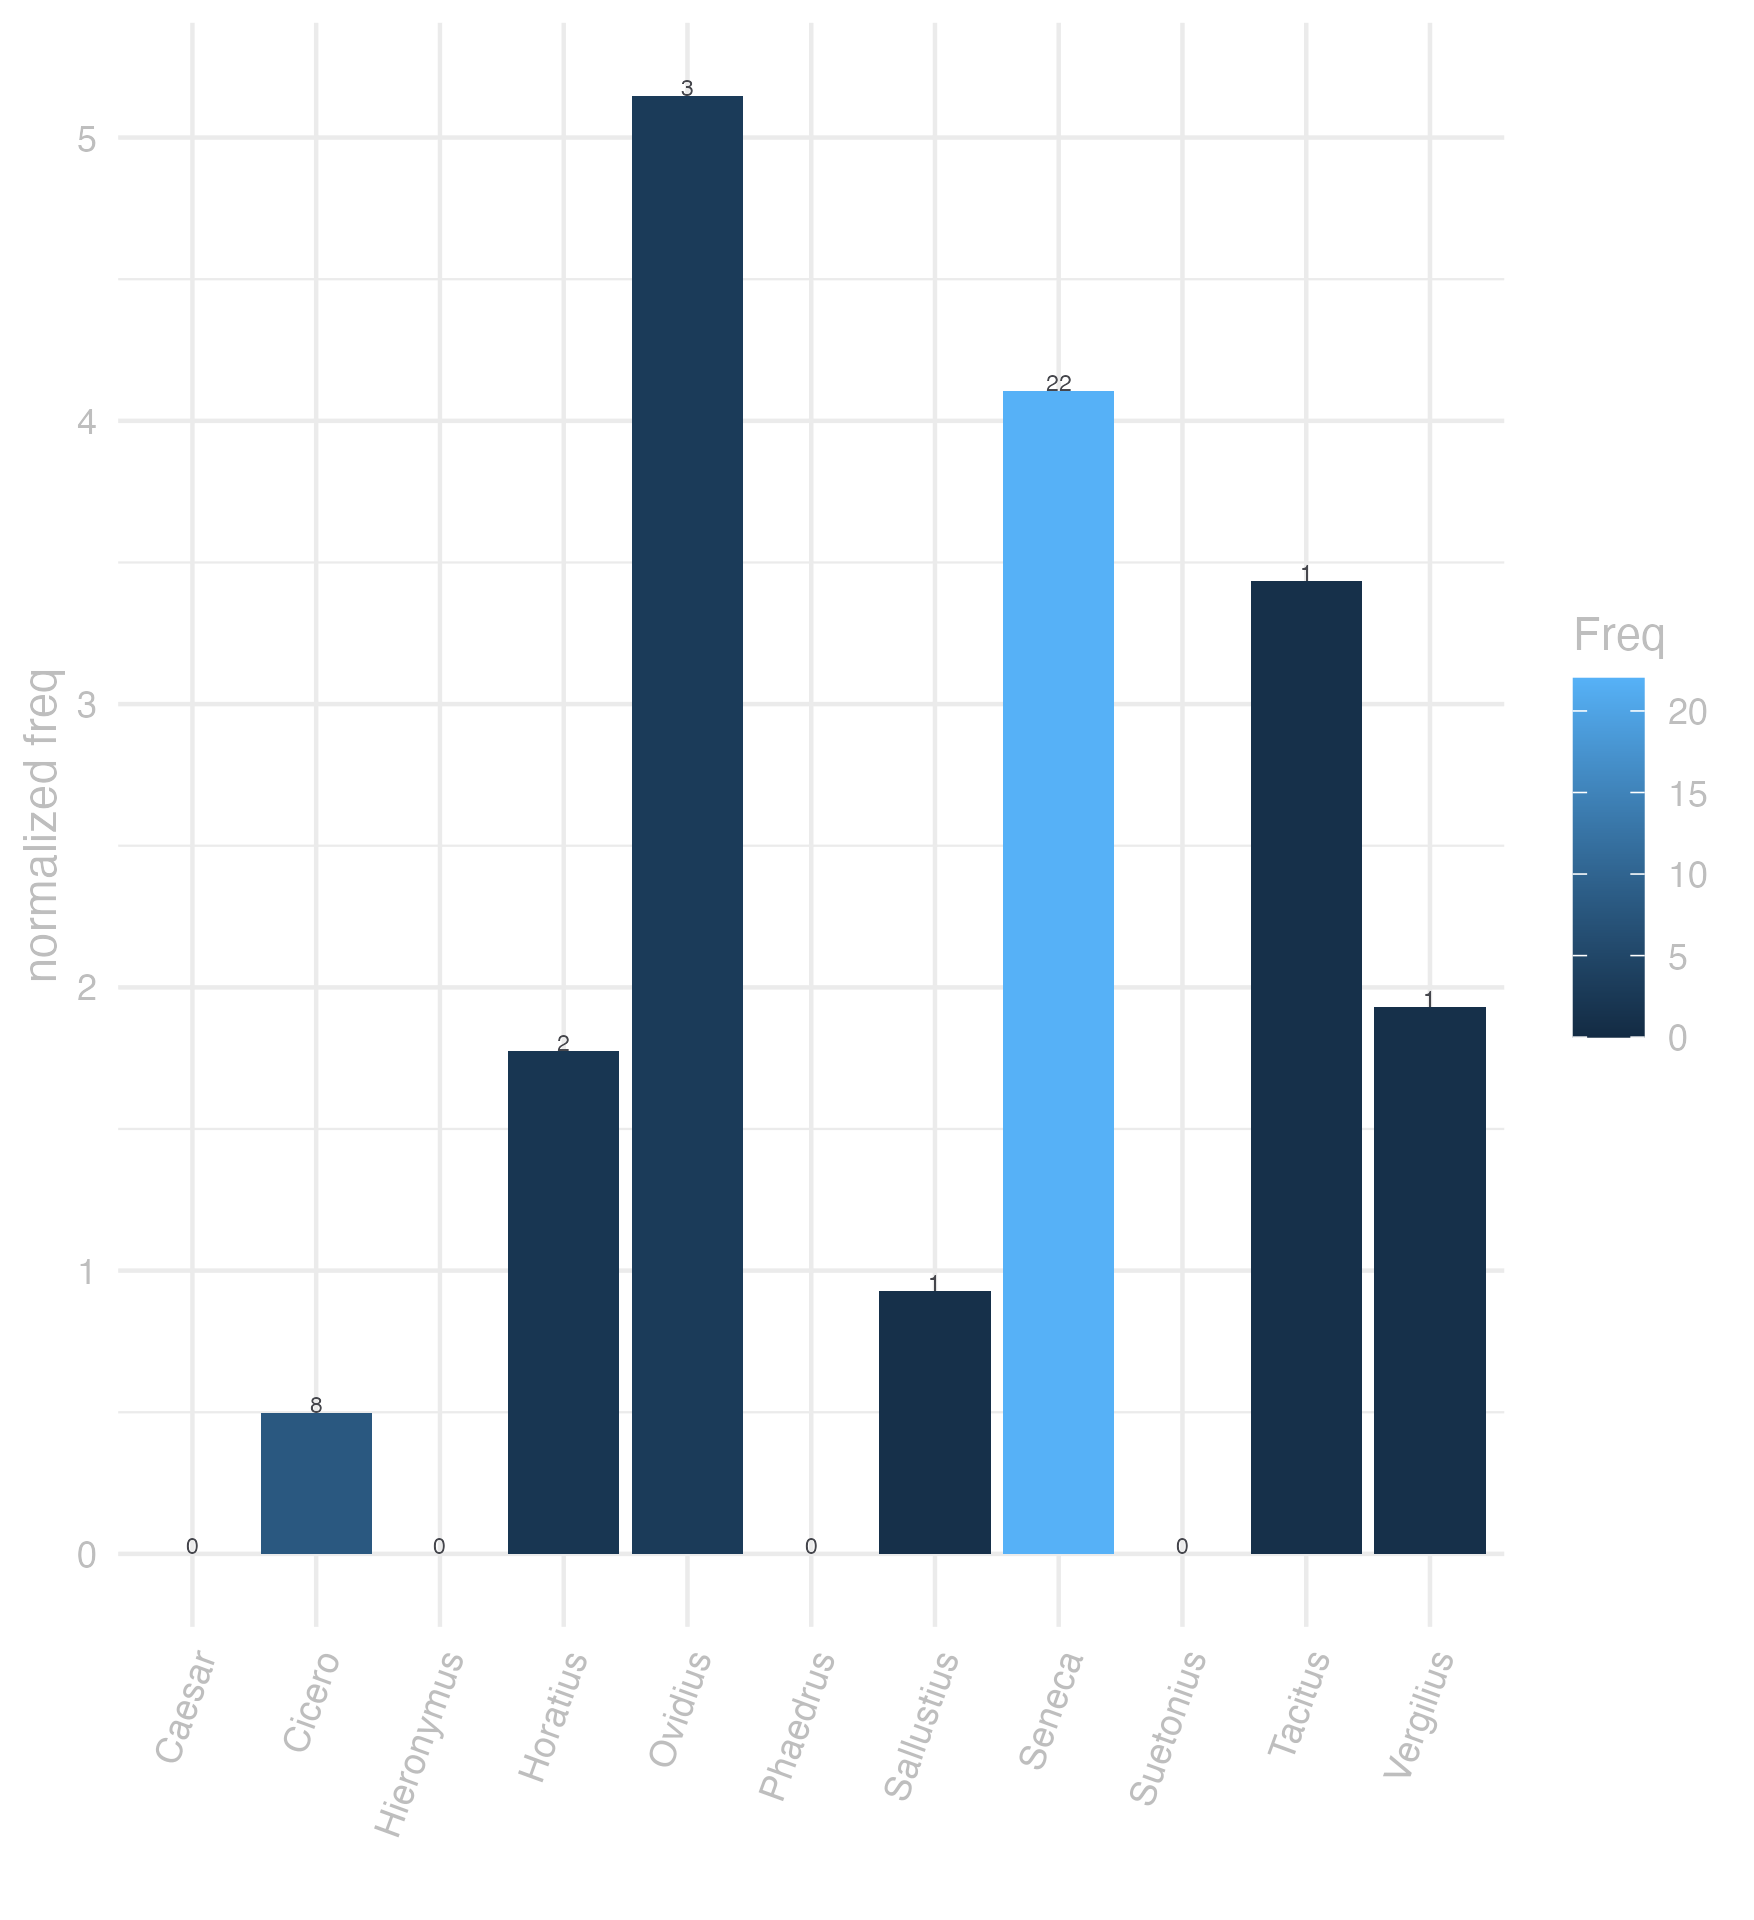 normalized freq
5
4
3
2
1
0
0
8
0
2
3
0
1
22
0
1
1
Caesar
Cicero
Hieronymus
Horatius
Ovidius
Phaedrus
Sallustius
Seneca
Suetonius
Tacitus
Vergilius
Freq
20
15
10
5
0